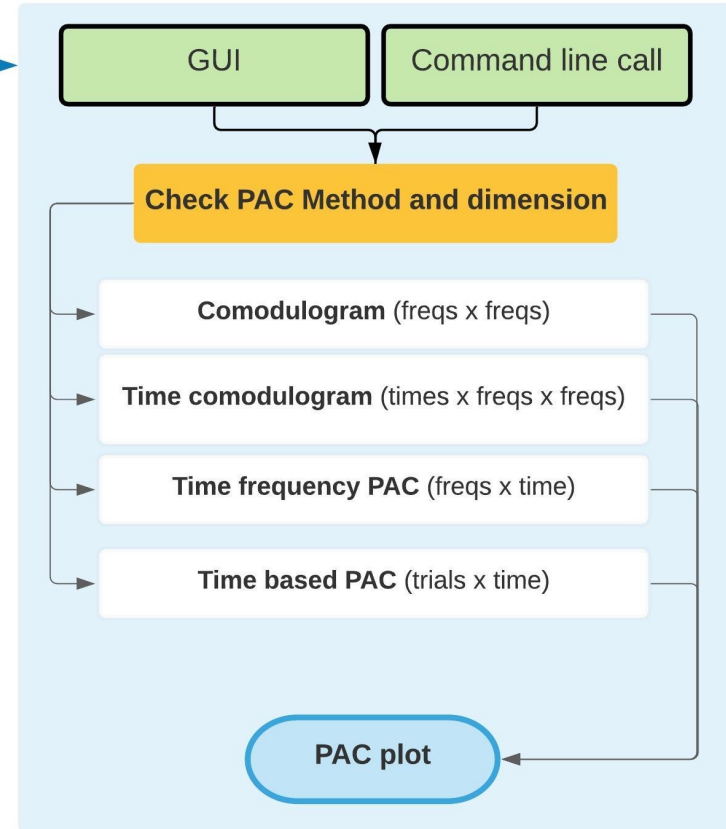 GUI
Command line call
Check PAC Method and dimension
Comodulogram (freqs x freqs)
Time comodulogram (times x freqs x freqs)
Time frequency PAC (freqs x time)
Time based PAC (trials x time)
PAC plot